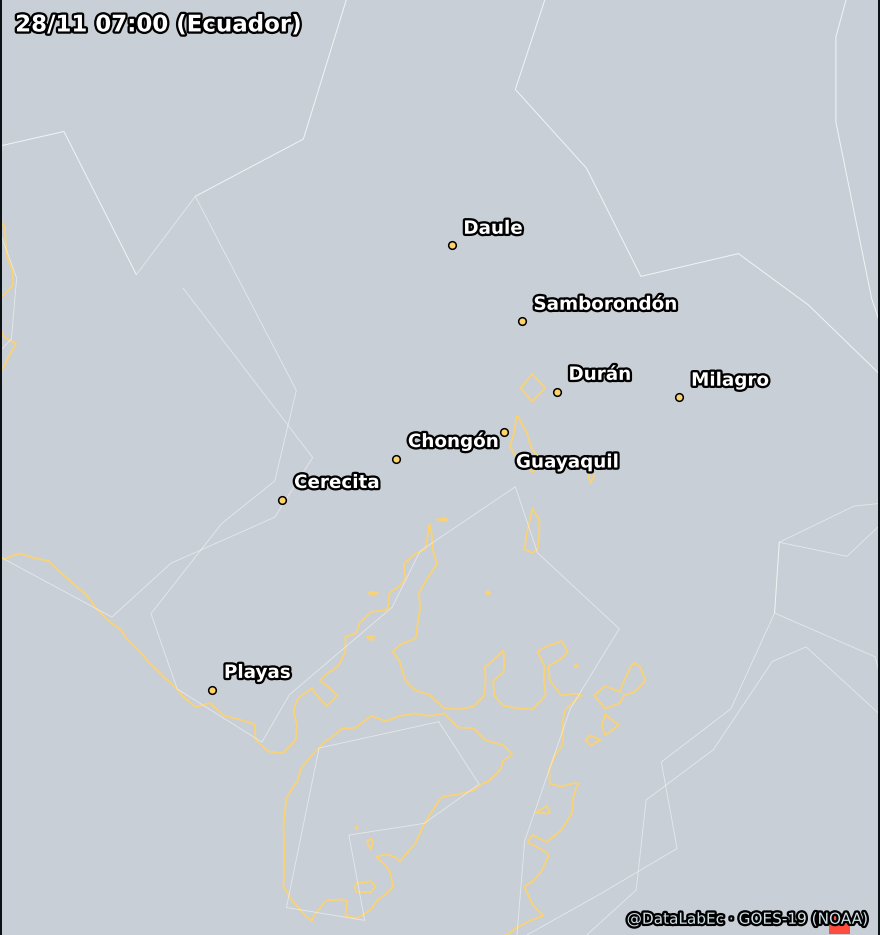 28/11 07:00 (Ecuador)
Daule
Samborondón
Durán
Milagro
Chongón
Guayaquil
Cerecita
Playas
@DataLabEc · GOES-19 (NOAA)